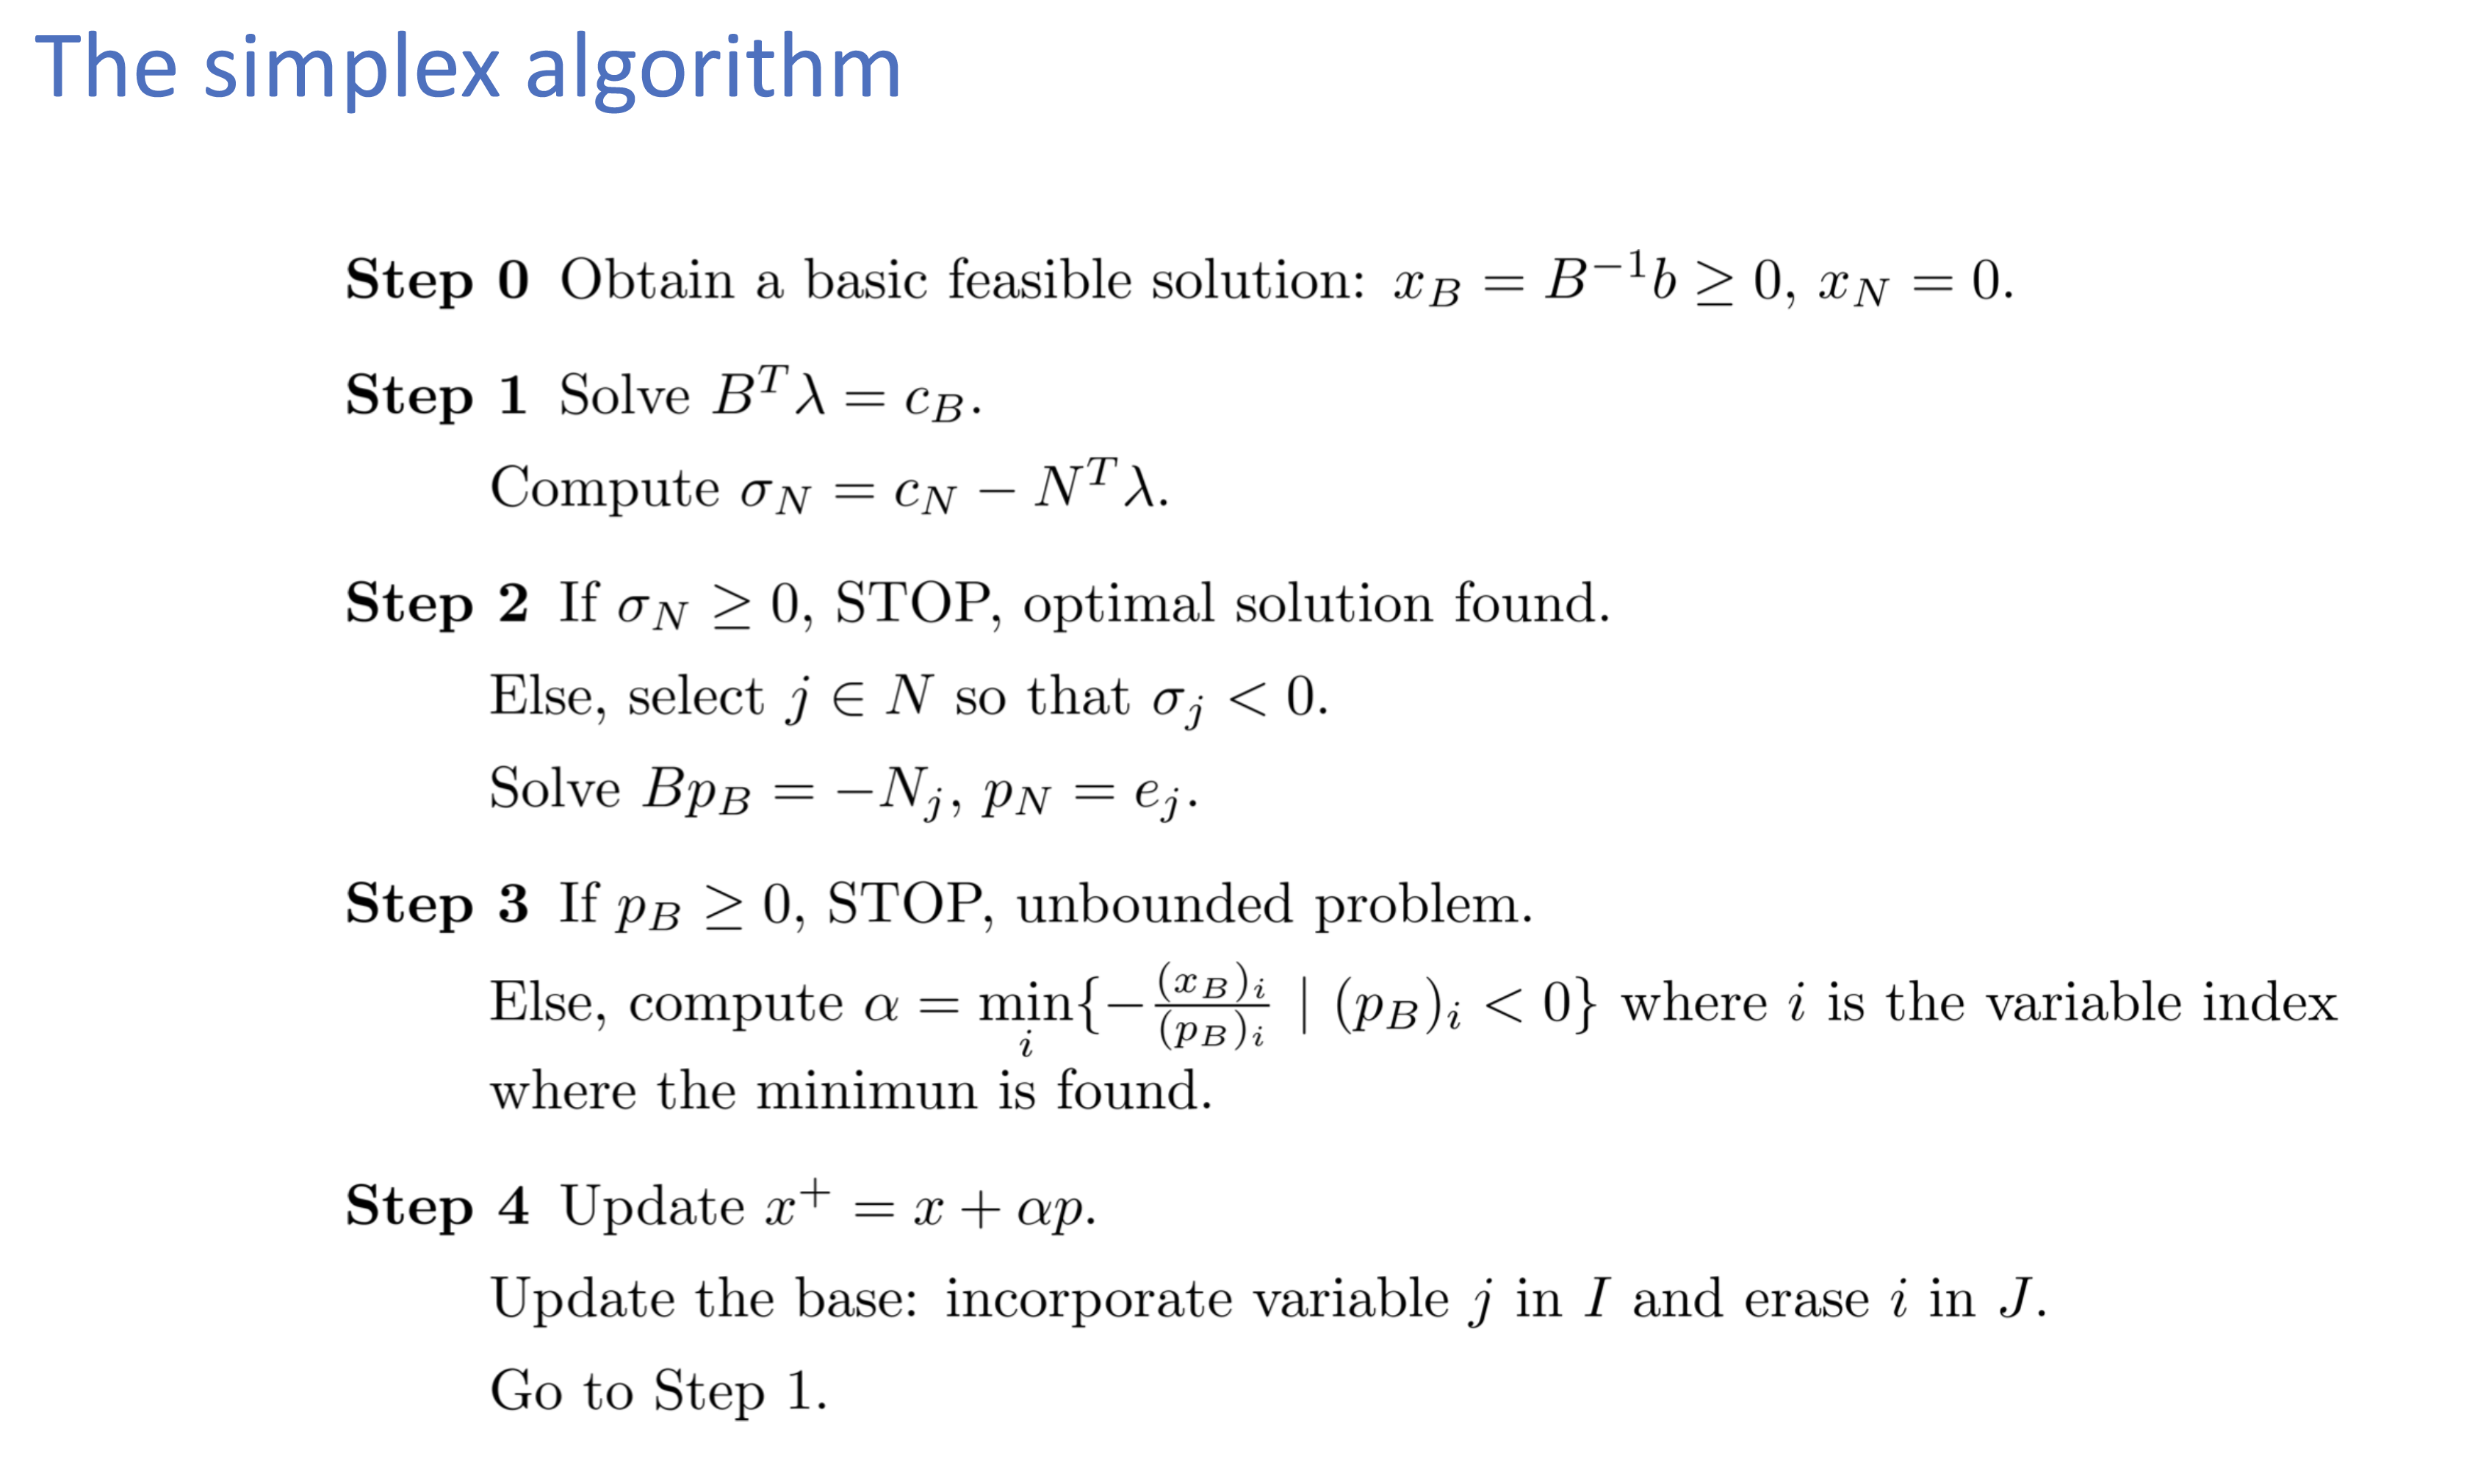 The simplex algorithm
Step 0 Obtain a basic feasible solution: $x_B = B^{-1}b \geq 0$, $x_N = 0$.
Step 1 Solve $B^T \lambda = c_B$.
Compute $\sigma_N = c_N - N^T \lambda$.
Step 2 If $\sigma_N \geq 0$, STOP, optimal solution found.
Else, select $j \in N$ so that $\sigma_j < 0$.
Solve $Bp_B = -N_j$, $p_N = e_j$.
Step 3 If $p_B \geq 0$, STOP, unbounded problem.
Else, compute $\alpha = \min_i \{-\frac{(x_B)_i}{(p_B)_i} \mid (p_B)_i < 0\}$ where $i$ is the variable index
where the minimun is found.
Step 4 Update $x^+ = x + \alpha p$.
Update the base: incorporate variable $j$ in $I$ and erase $i$ in $J$.
Go to Step 1.